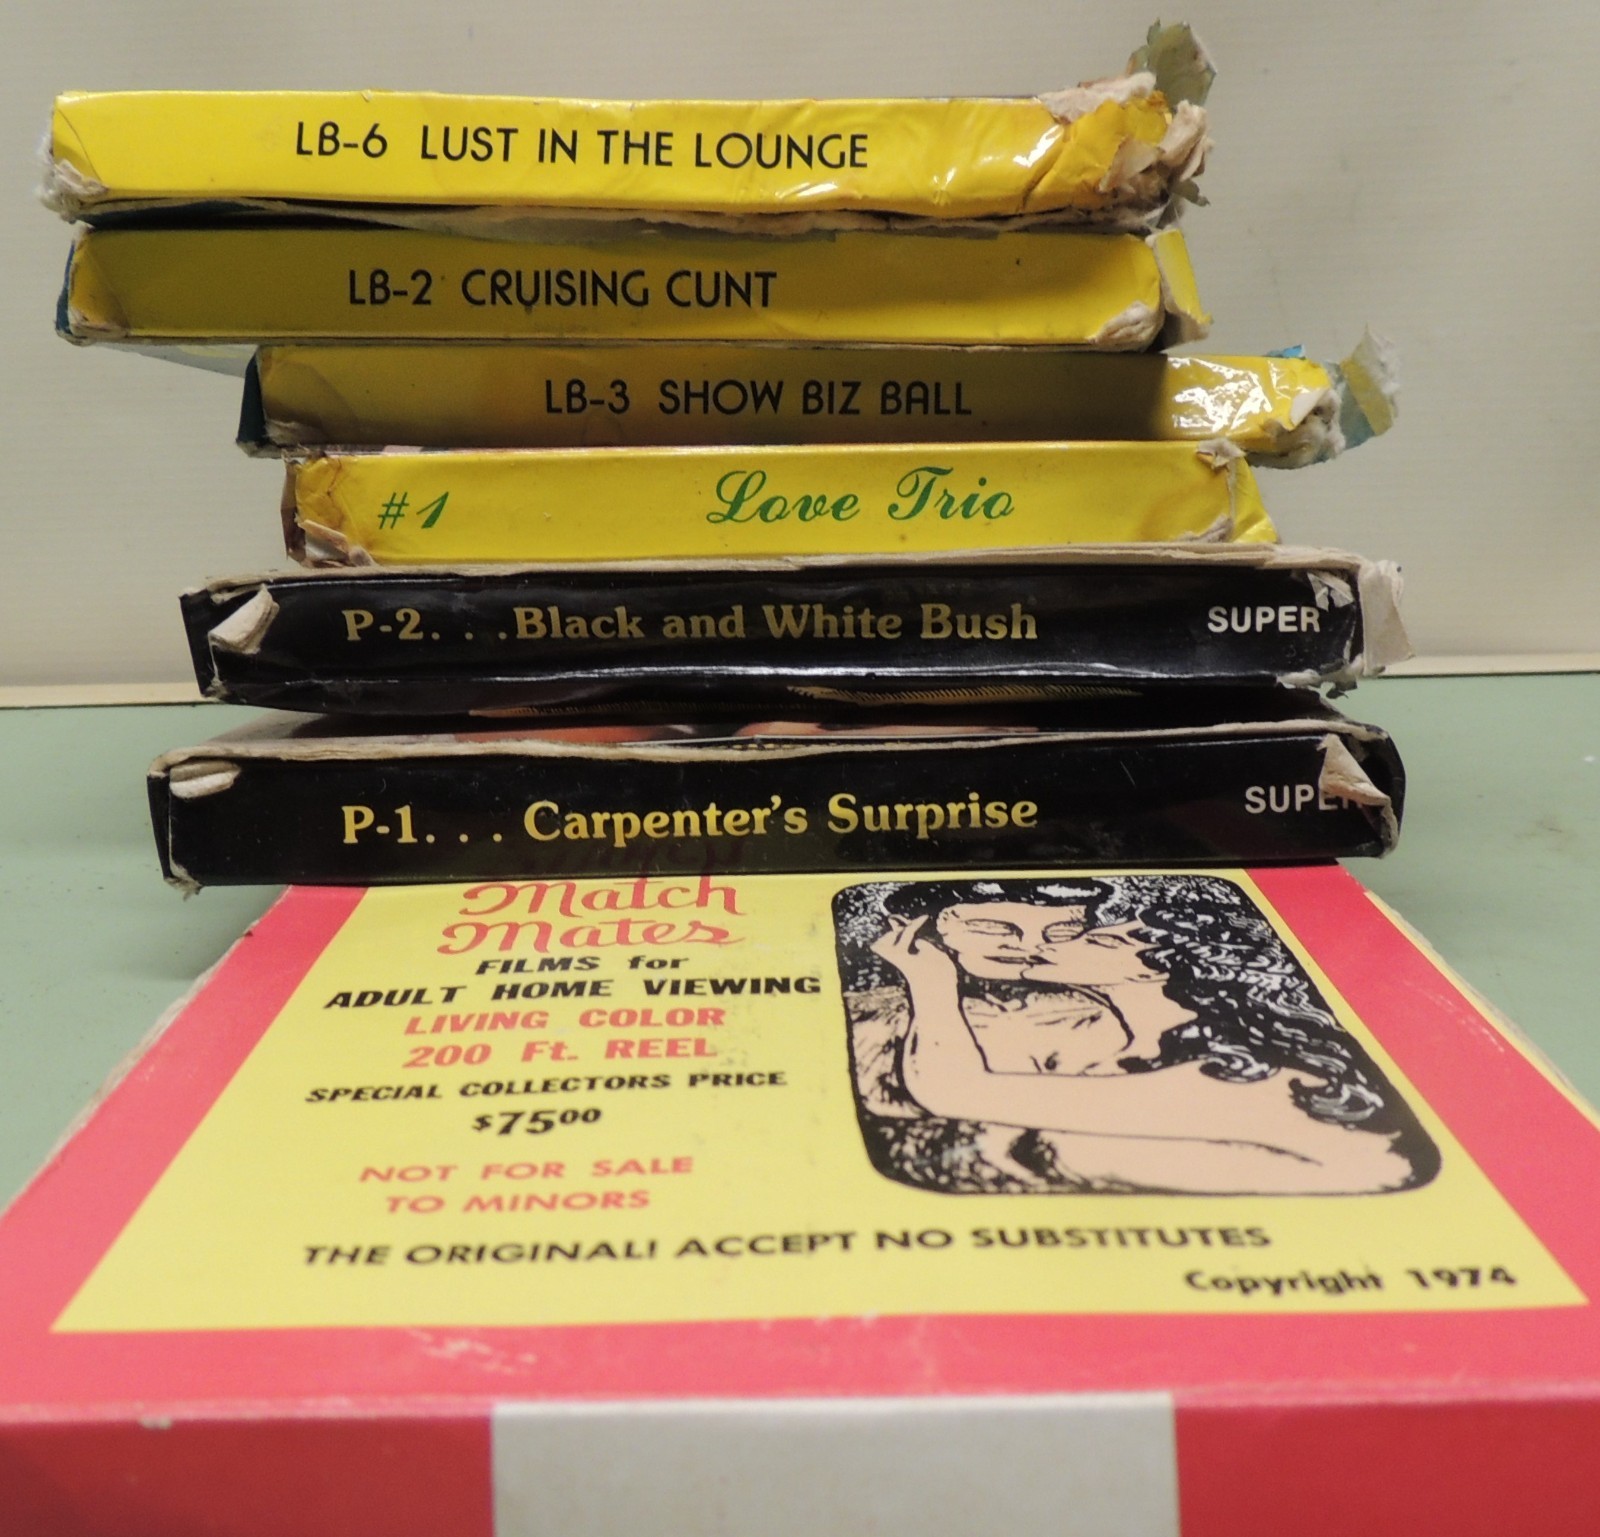 LB-6 LUST IN THE LOUNGE
LB-2 CRUISING CUNT
LB-3 SHOW BIZ BALL
#1 Love Trio
P-2. . .Black and White Bush SUPER
P-1. . . Carpenter's Surprise SUPER
Match
Mates
FILMS for
ADULT HOME VIEWING
LIVING COLOR
200 Ft. REEL
SPECIAL COLLECTORS PRICE
$7500
NOT FOR SALE
TO MINORS
THE ORIGINAL! ACCEPT NO SUBSTITUTES
Copyright 1974